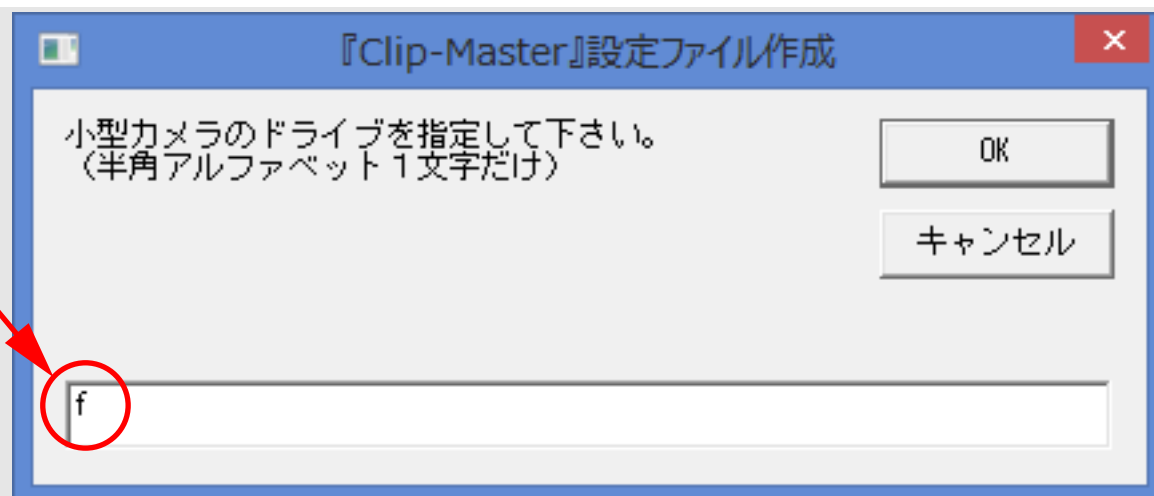 『Clip-Master』設定ファイル作成
小型カメラのドライブを指定して下さい。
(半角アルファベット1文字だけ)
OK
キャンセル
f